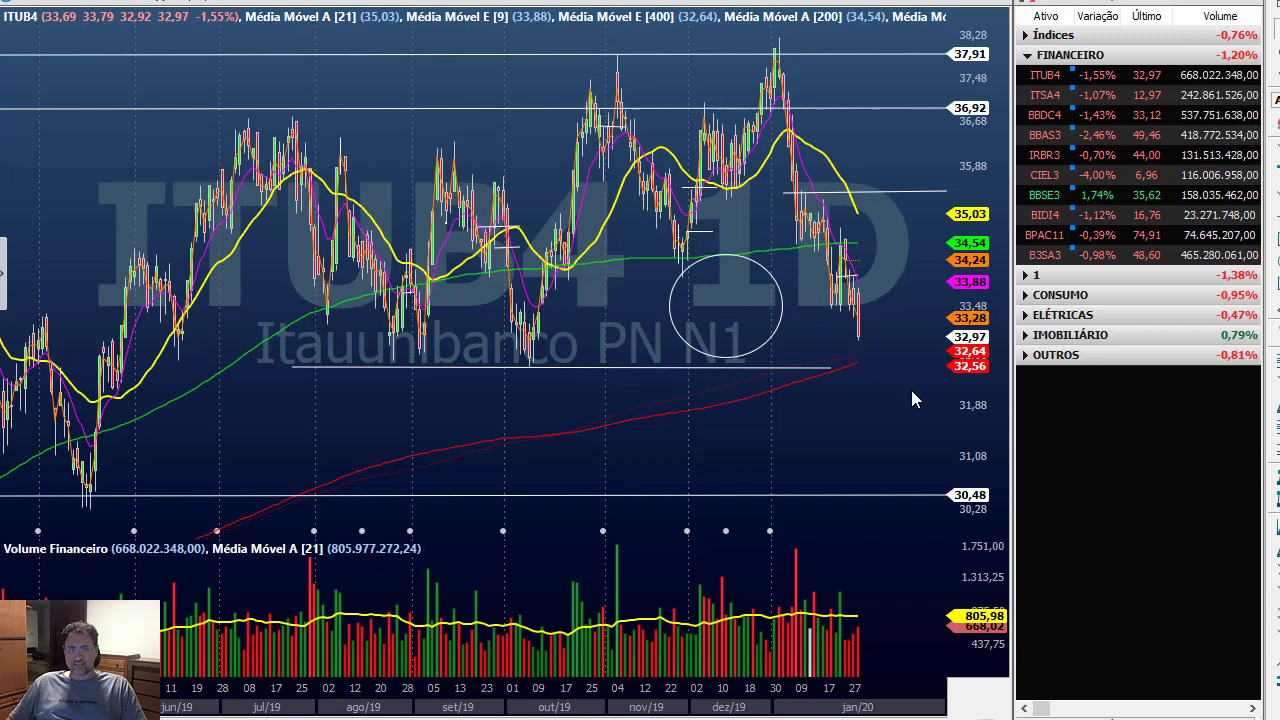 ITUB4 (33,69 33,79 32,92 32,97 -1,55%), Média Móvel A [21] (35,03), Média Móvel E [9] (33,88), Média Móvel E [400] (32,64), Média Móvel A [200] (34,54), Média Mó
38,28
37,91
37,48
36,92
36,68
35,88
35,03
34,54
34,24
33,88
33,48
33,28
32,97
32,64
32,56
31,88
31,08
30,48
30,28
ITUB4 1D
Itauunibanco PN N1
Volume Financeiro (668.022.348,00), Média Móvel A [21] (805.977.272,24)
1.751,00
1.313,25
805,98
668,02
437,75
11 19 28 08 17 25 02 12 20 28 05 13 23 01 09 17 25 04 12 22 02 10 18 30 09 17 27
jun/19 jul/19 ago/19 set/19 out/19 nov/19 dez/19 jan/20
Ativo Variação Último Volume
Índices -0,76%
FINANCEIRO -1,20%
ITUB4 -1,55% 32,97 668.022.348,00
ITSA4 -1,07% 12,97 242.861.526,00
BBDC4 -1,43% 33,12 537.751.638,00
BBAS3 -2,46% 49,46 418.772.534,00
IRBR3 -0,70% 44,00 131.513.428,00
CIEL3 -4,00% 6,96 116.006.958,00
BBSE3 1,74% 35,62 158.035.462,00
BIDI4 -1,12% 16,76 23.271.748,00
BPAC11 -0,39% 74,91 74.645.207,00
B3SA3 -0,98% 48,60 465.280.061,00
1 -1,38%
CONSUMO -0,95%
ELÉTRICAS -0,47%
IMOBILIÁRIO 0,79%
OUTROS -0,81%